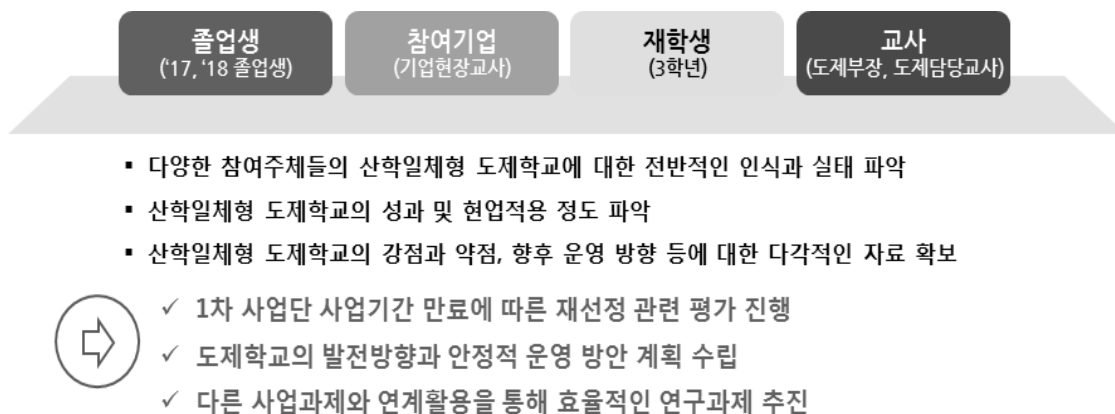 졸업생
(‘17, ‘18 졸업생)
참여기업
(기업현장교사)
재학생
(3학년)
교사
(도제부장, 도제담당교사)
▪ 다양한 참여주체들의 산학일체형 도제학교에 대한 전반적인 인식과 실태 파악
▪ 산학일체형 도제학교의 성과 및 현업적용 정도 파악
▪ 산학일체형 도제학교의 강점과 약점, 향후 운영 방향 등에 대한 다각적인 자료 확보
✓ 1차 사업단 사업기간 만료에 따른 재선정 관련 평가 진행
✓ 도제학교의 발전방향과 안정적 운영 방안 계획 수립
✓ 다른 사업과제와 연계활용을 통해 효율적인 연구과제 추진